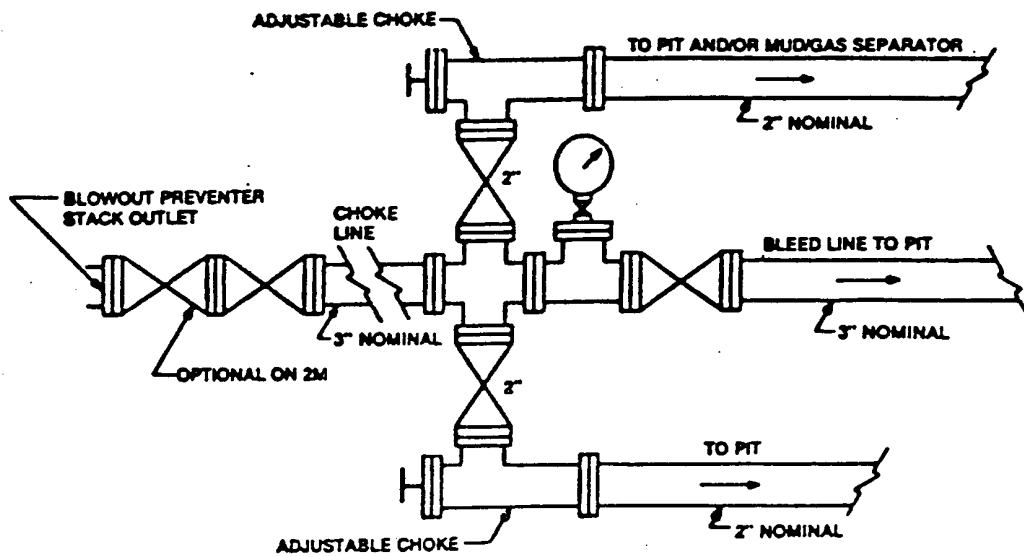 ADJUSTABLE CHOKE
TO PIT AND/OR MUD/GAS SEPARATOR
2" NOMINAL
2"
BLOWOUT PREVENTER
STACK OUTLET
CHOKE
LINE
BLEED LINE TO PIT
3" NOMINAL
3" NOMINAL
OPTIONAL ON 2M
2"
TO PIT
2" NOMINAL
ADJUSTABLE CHOKE